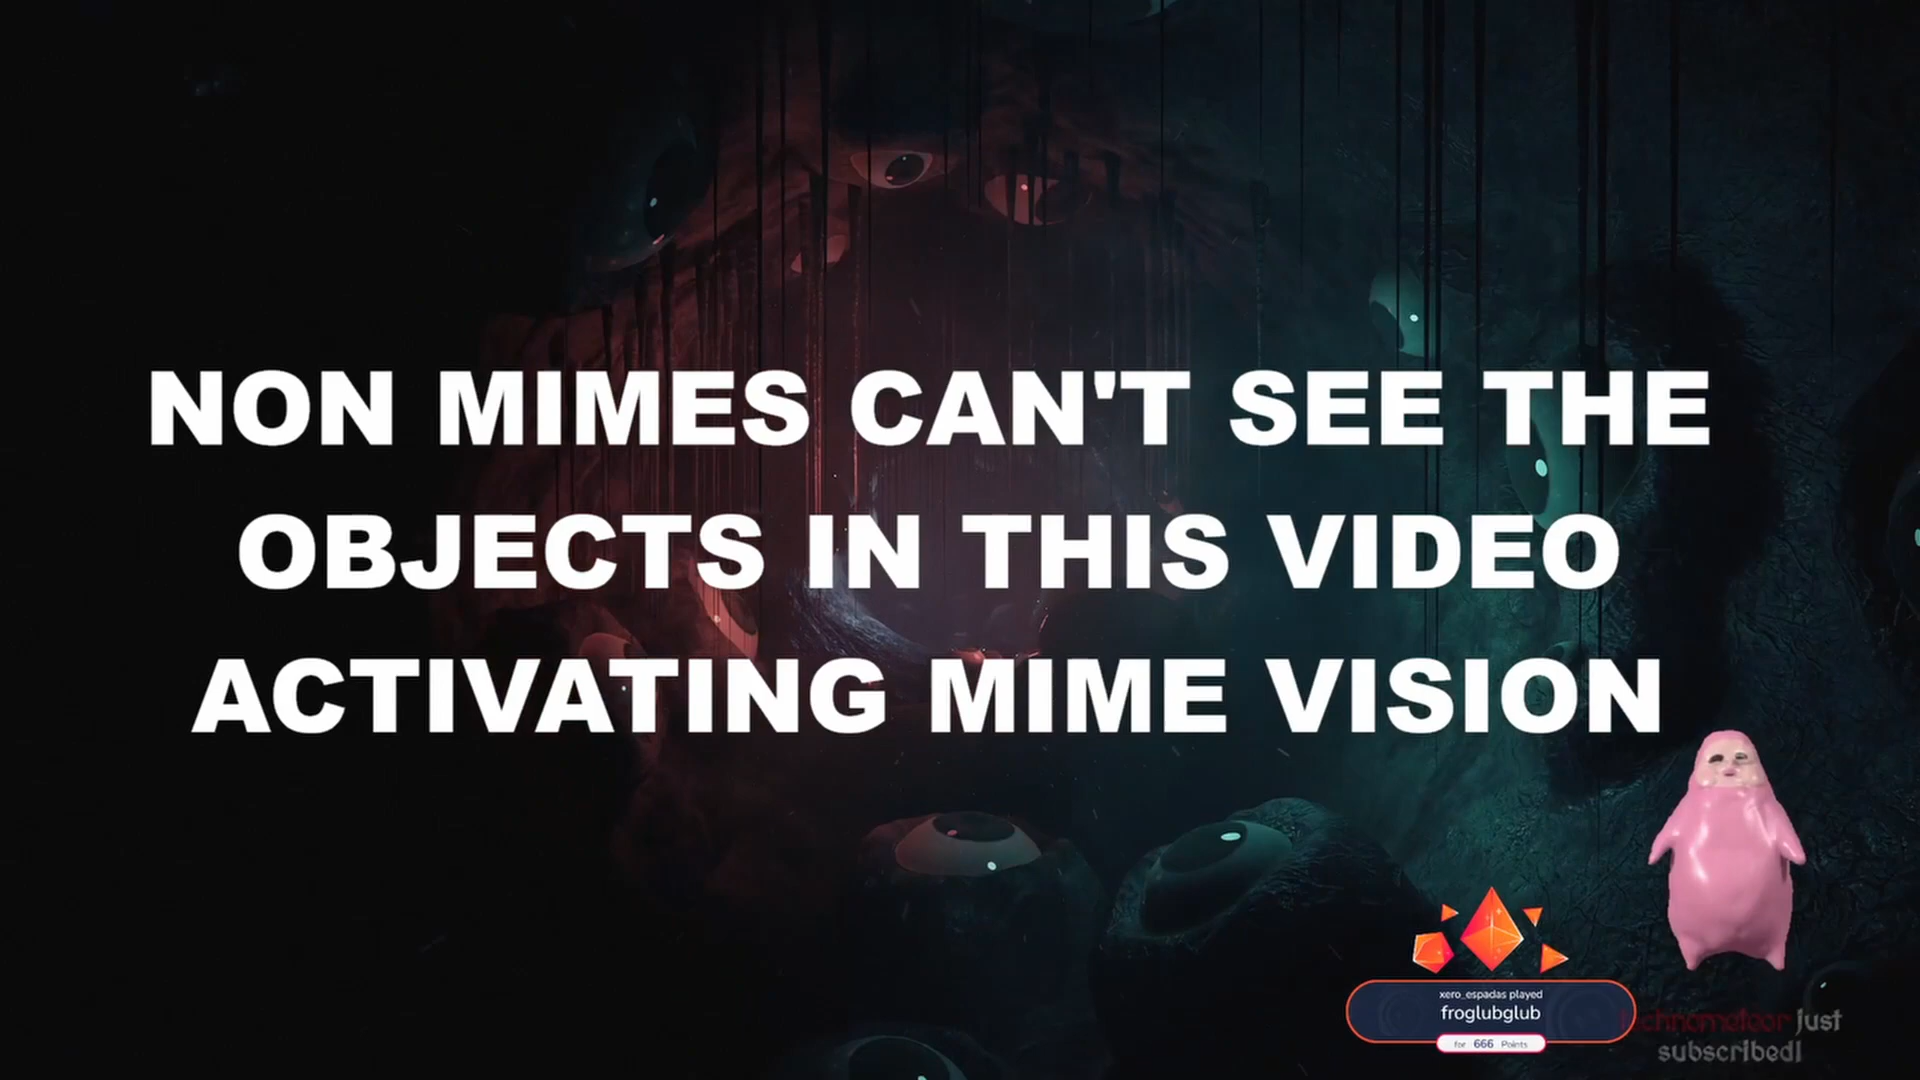 NON MIMES CAN'T SEE THE
OBJECTS IN THIS VIDEO
ACTIVATING MIME VISION
xero_espadas played
froglubglub
for 666 Points
technometeor just
subscribed!